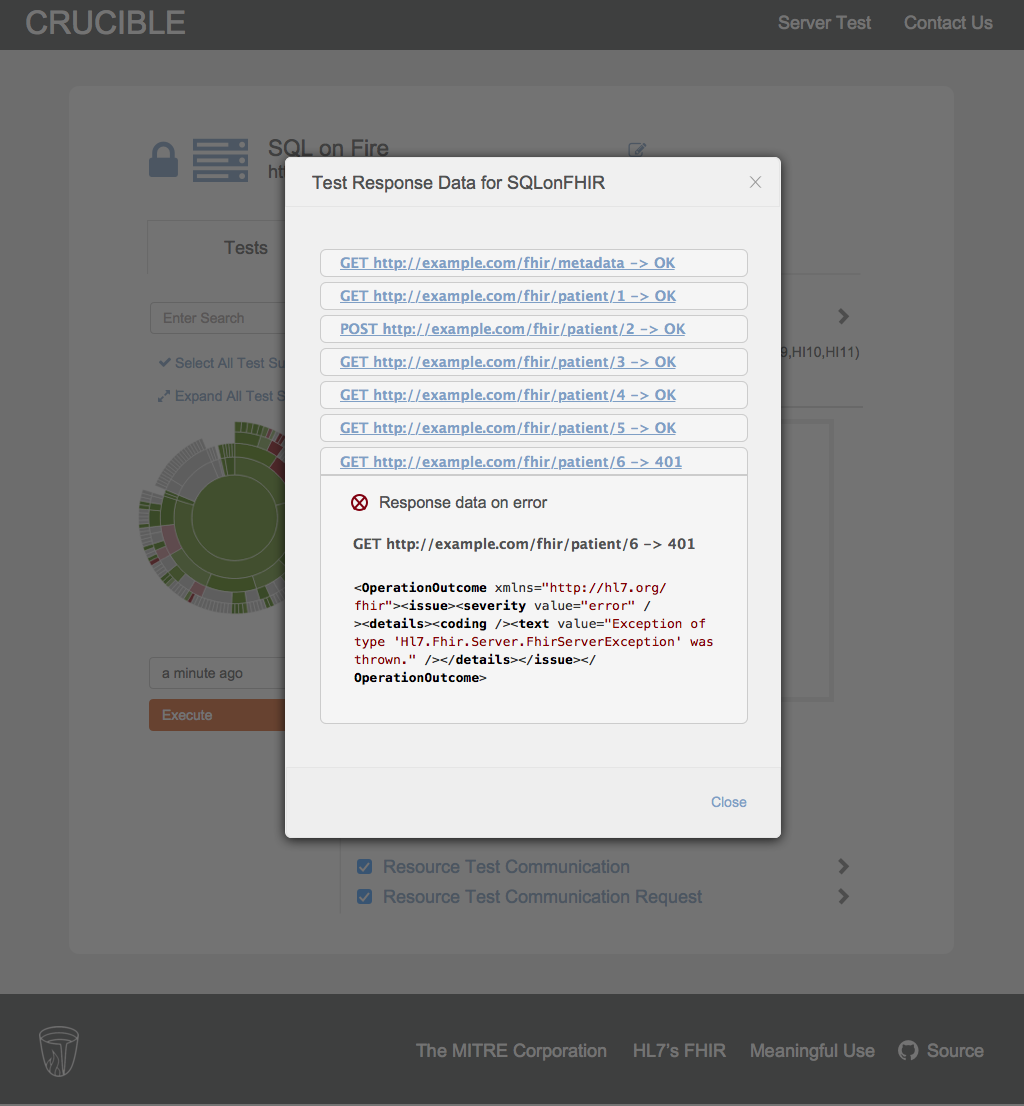 CRUCIBLE
Server Test
Contact Us
SQL on Fire
Tests
Enter Search
Select All Test
Expand All Test
a minute ago
Execute
Test Response Data for SQLonFHIR
GET http://example.com/fhir/metadata -> OK
GET http://example.com/fhir/patient/1 -> OK
POST http://example.com/fhir/patient/2 -> OK
GET http://example.com/fhir/patient/3 -> OK
GET http://example.com/fhir/patient/4 -> OK
GET http://example.com/fhir/patient/5 -> OK
GET http://example.com/fhir/patient/6 -> 401
Response data on error
GET http://example.com/fhir/patient/6 -> 401
<OperationOutcome xmlns="http://hl7.org/
fhir"><issue><severity value="error" /
><details><coding /><text value="Exception of
type 'Hl7.Fhir.Server.FhirServerException' was
thrown." /></details></issue></
OperationOutcome>
Close
9,HI10,HI11)
Resource Test Communication
Resource Test Communication Request
The MITRE Corporation
HL7's FHIR
Meaningful Use
Source